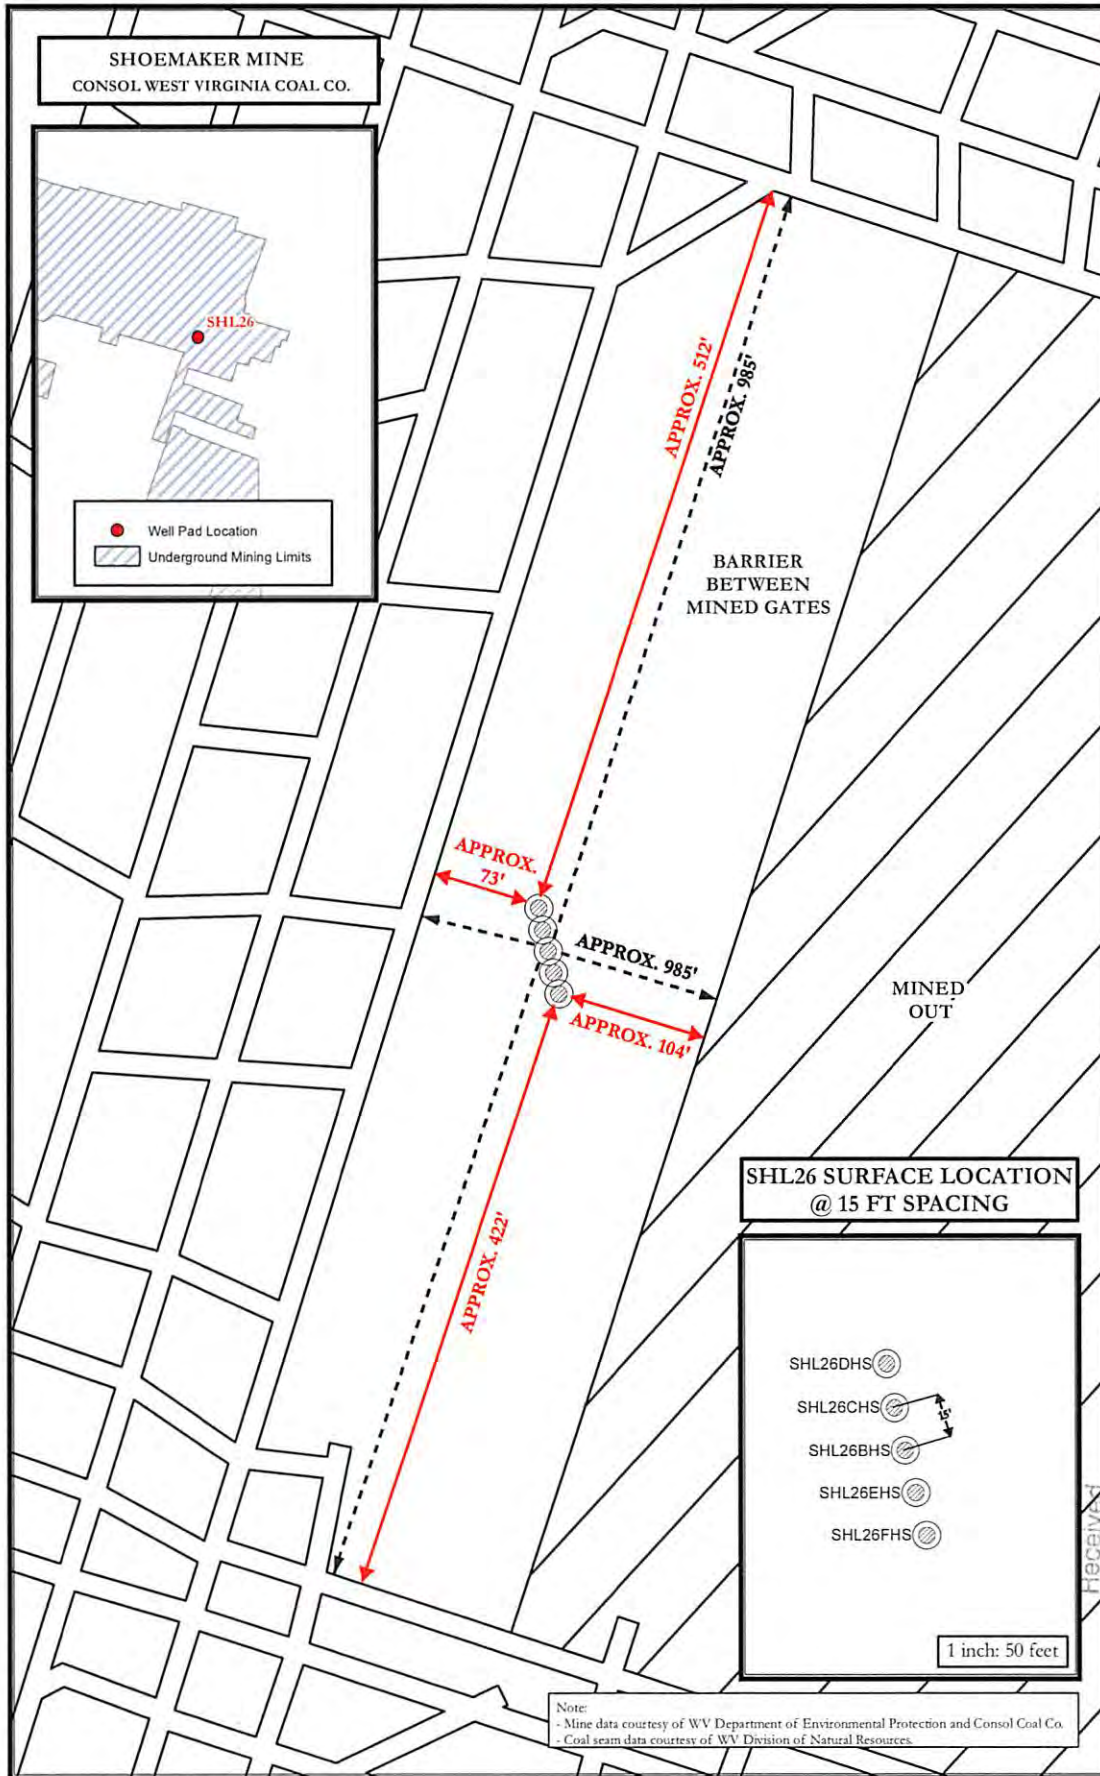 SHOEMAKER MINE
CONSOL WEST VIRGINIA COAL CO.
SHL26
Well Pad Location
Underground Mining Limits
APPROX. 512'
APPROX. 985'
BARRIER
BETWEEN
MINED GATES
APPROX.
73'
APPROX. 985'
APPROX. 104'
MINED
OUT
APPROX. 422'
SHL26 SURFACE LOCATION
@ 15 FT SPACING
SHL26DHS
SHL26CHS
15'
SHL26BHS
SHL26EHS
SHL26FHS
Received
1 inch: 50 feet
Note:
- Mine data courtesy of WV Department of Environmental Protection and Consol Coal Co.
- Coal seam data courtesy of WV Division of Natural Resources.